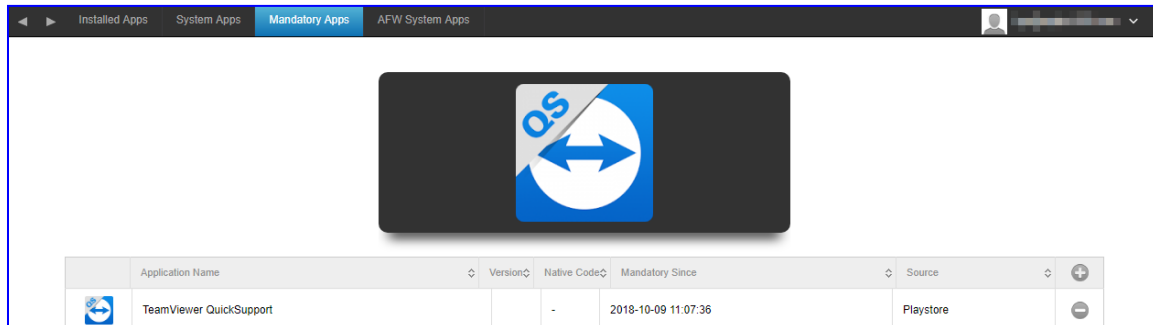 Installed Apps System Apps Mandatory Apps AFW System Apps
QS
Application Name Version Native Code Mandatory Since Source
QS TeamViewer QuickSupport - 2018-10-09 11:07:36 Playstore